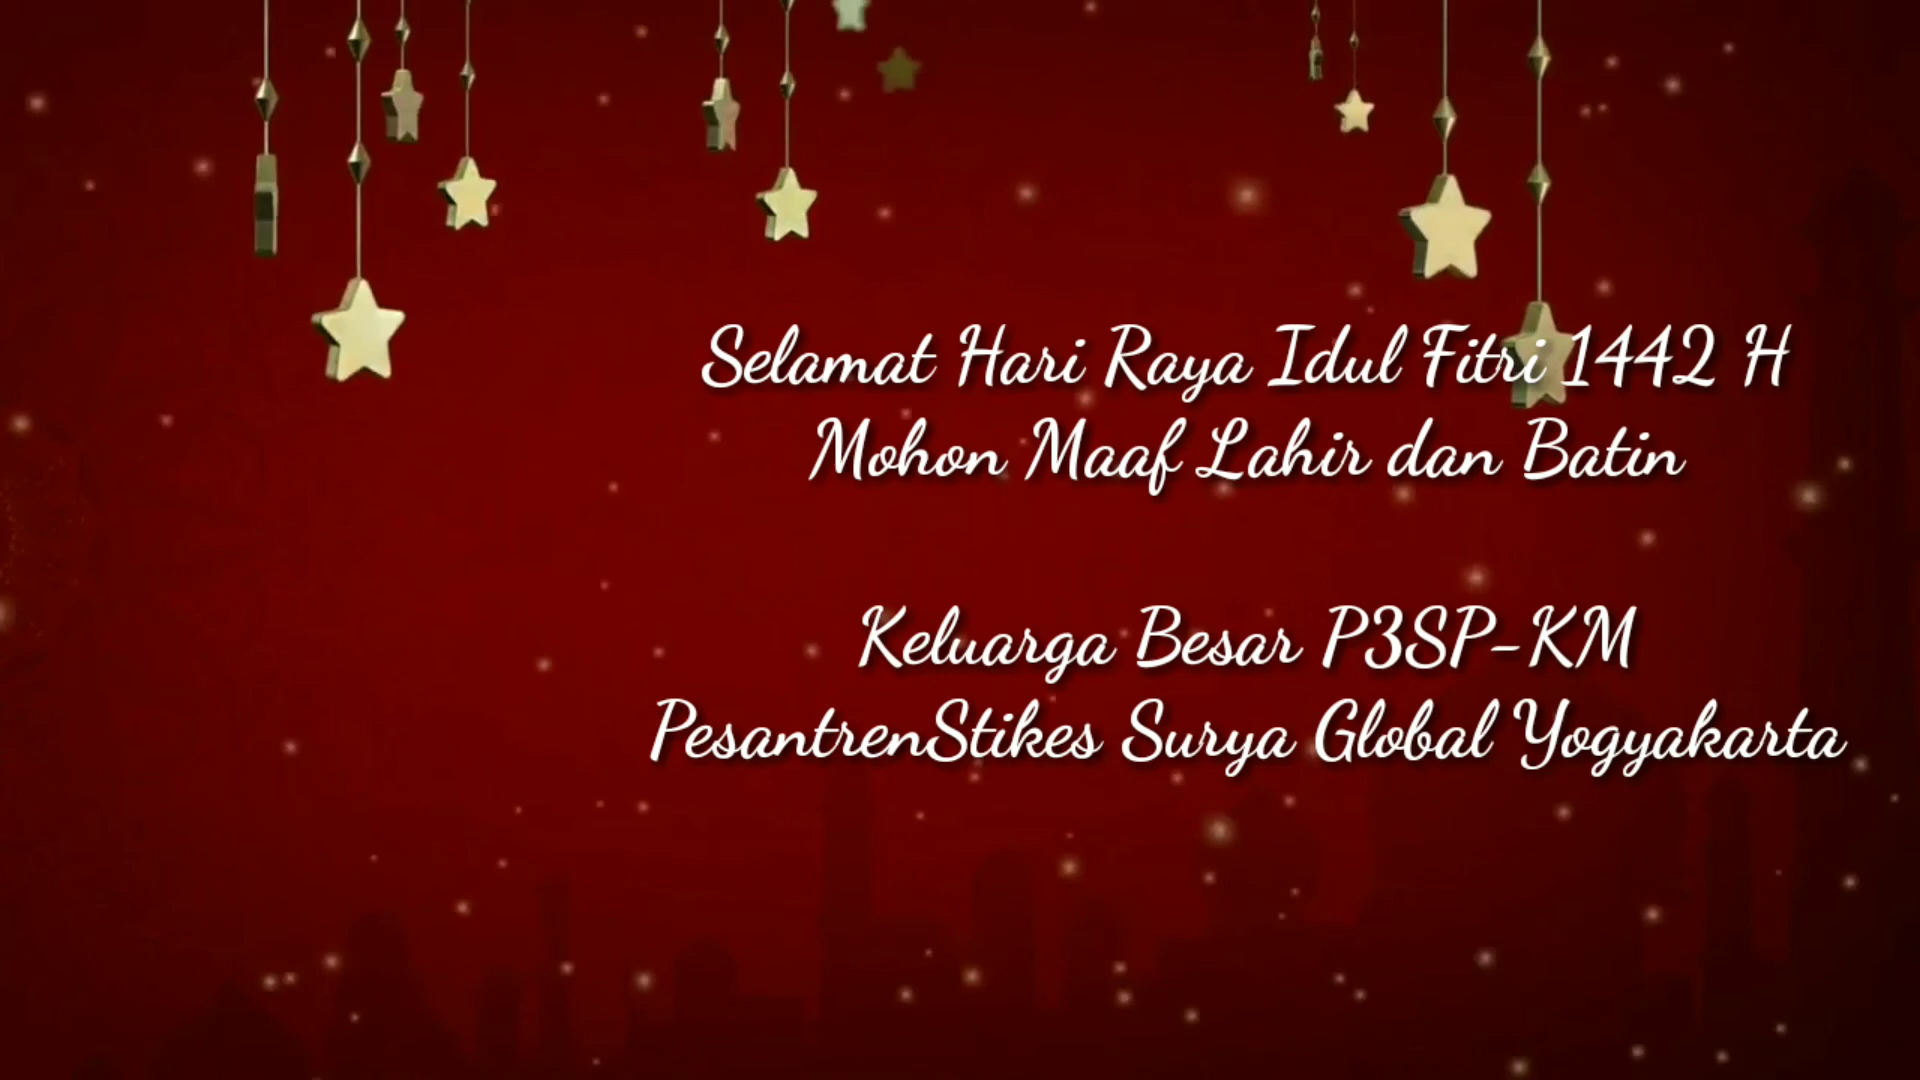 Selamat Hari Raya Idul Fitri 1442 H
Mohon Maaf Lahir dan Batin
Keluarga Besar P3SP-KM
PesantrenStikes Surya Global Yogyakarta